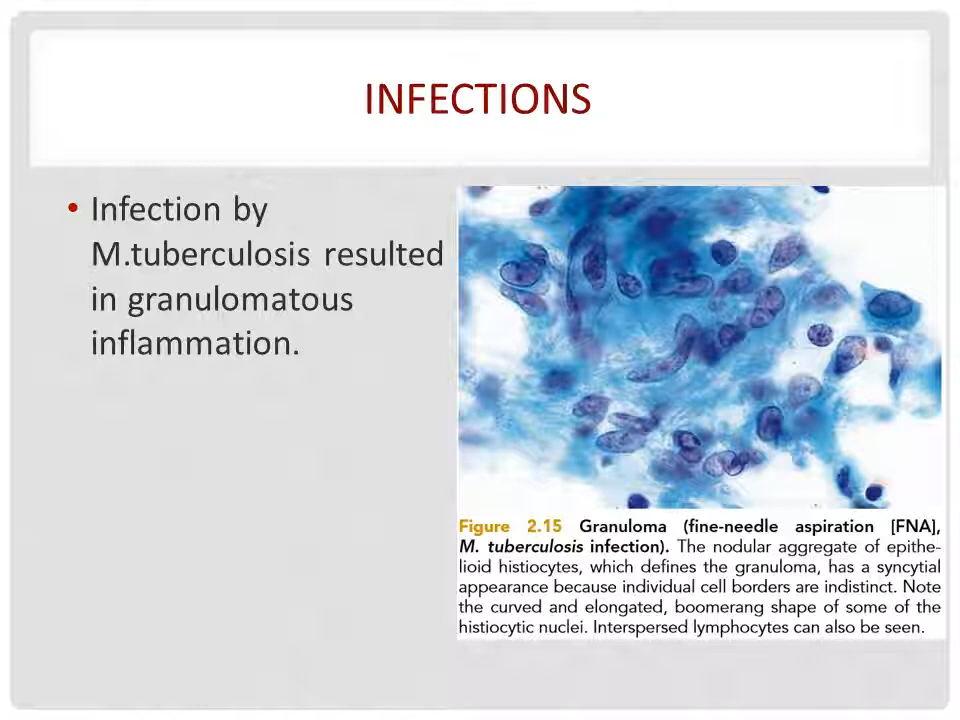 INFECTIONS
• Infection by
M.tuberculosis resulted
in granulomatous
inflammation.
Figure 2.15 Granuloma (fine-needle aspiration [FNA],
M. tuberculosis infection). The nodular aggregate of epithe-
lioid histiocytes, which defines the granuloma, has a syncytial
appearance because individual cell borders are indistinct. Note
the curved and elongated, boomerang shape of some of the
histiocytic nuclei. Interspersed lymphocytes can also be seen.